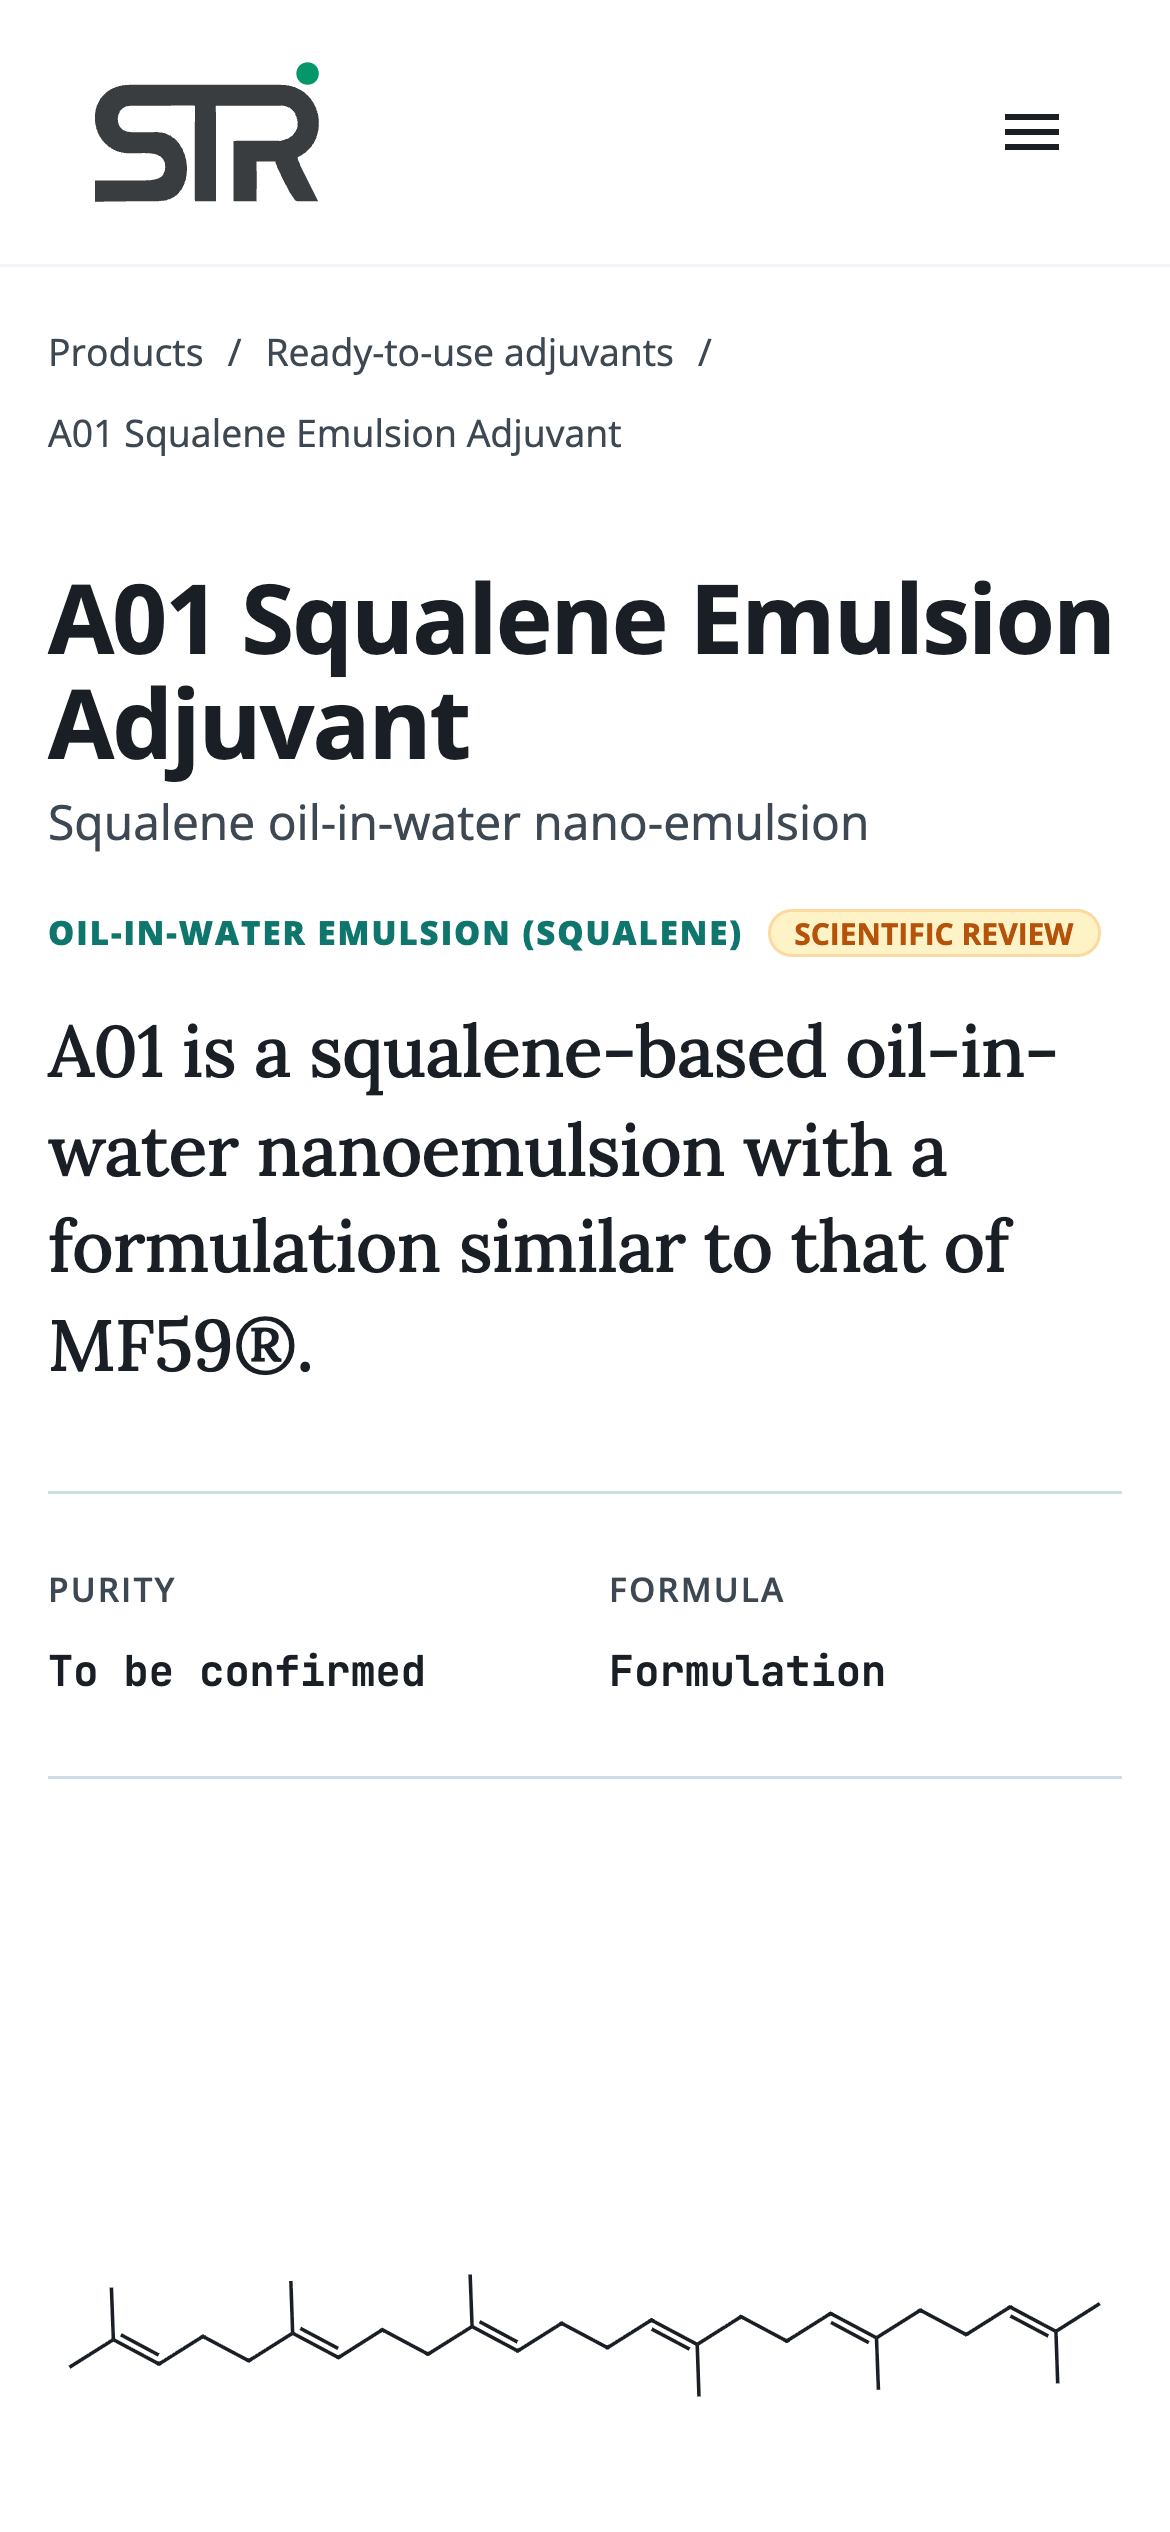 STR
Products / Ready-to-use adjuvants /
A01 Squalene Emulsion Adjuvant
A01 Squalene Emulsion
Adjuvant
Squalene oil-in-water nano-emulsion
OIL-IN-WATER EMULSION (SQUALENE) SCIENTIFIC REVIEW
A01 is a squalene-based oil-in-
water nanoemulsion with a
formulation similar to that of
MF59®.
PURITY FORMULA
To be confirmed Formulation